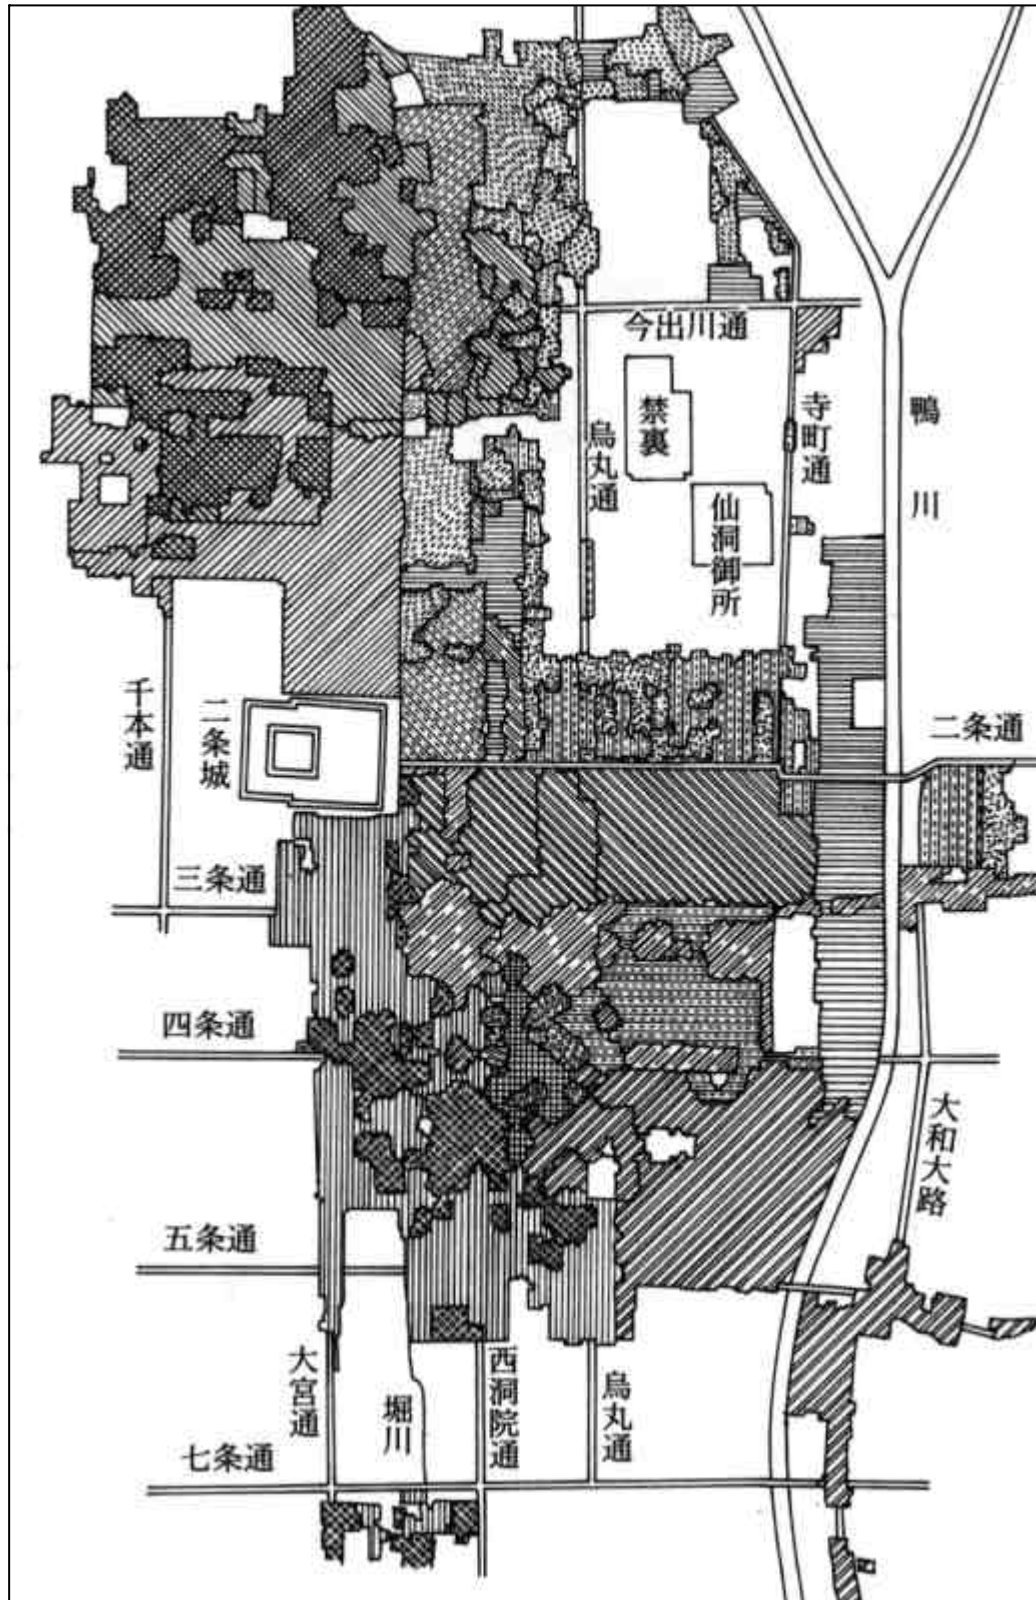 今出川通
禁裏
烏丸通
寺町通
鴨川
仙洞御所
千本通
二条城
二条通
三条通
四条通
大和大路
五条通
大宮通
堀川
西洞院通
烏丸通
七条通